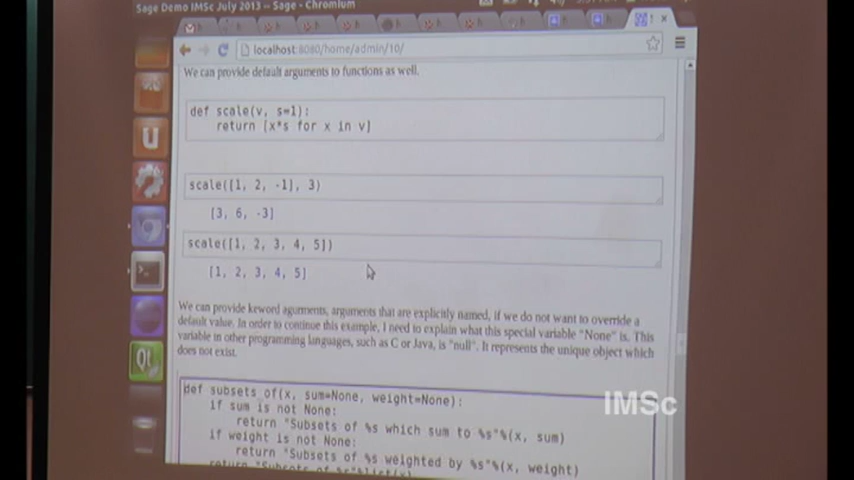 Sage Demo IMSc July 2013 -- Sage - Chromium
localhost:8080/home/admin/10/
We can provide default arguments to functions as well.
def scale(v, s=1):
return [x*s for x in v]
scale([1, 2, -1], 3)
[3, 6, -3]
scale([1, 2, 3, 4, 5])
[1, 2, 3, 4, 5]
We can provide keword agurments, arguments that are explicitly named, if we do not want to override a
default value. In order to continue this example, I need to explain what this special variable "None" is. This
variable in other programming languages, such as C or Java, is "null". It represents the unique object which
does not exist.
def subsets_of(x, sum=None, weight=None):
if sum is not None:
return "Subsets of %s which sum to %s"%(x, sum)
if weight is not None:
return "Subsets of %s weighted by %s"%(x, weight)
return "Subsets of %s"%list(x)
IMSc